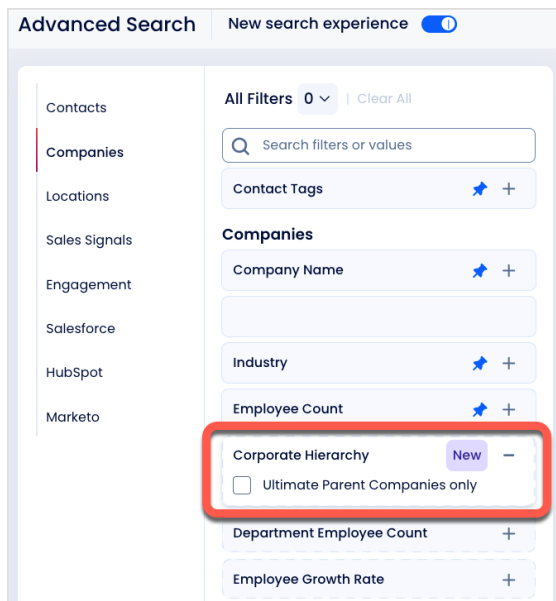 Advanced Search
New search experience
Contacts
Companies
Locations
Sales Signals
Engagement
Salesforce
HubSpot
Marketo
All Filters 0 | Clear All
Search filters or values
Contact Tags
Companies
Company Name
Industry
Employee Count
Corporate Hierarchy New
Ultimate Parent Companies only
Department Employee Count
Employee Growth Rate